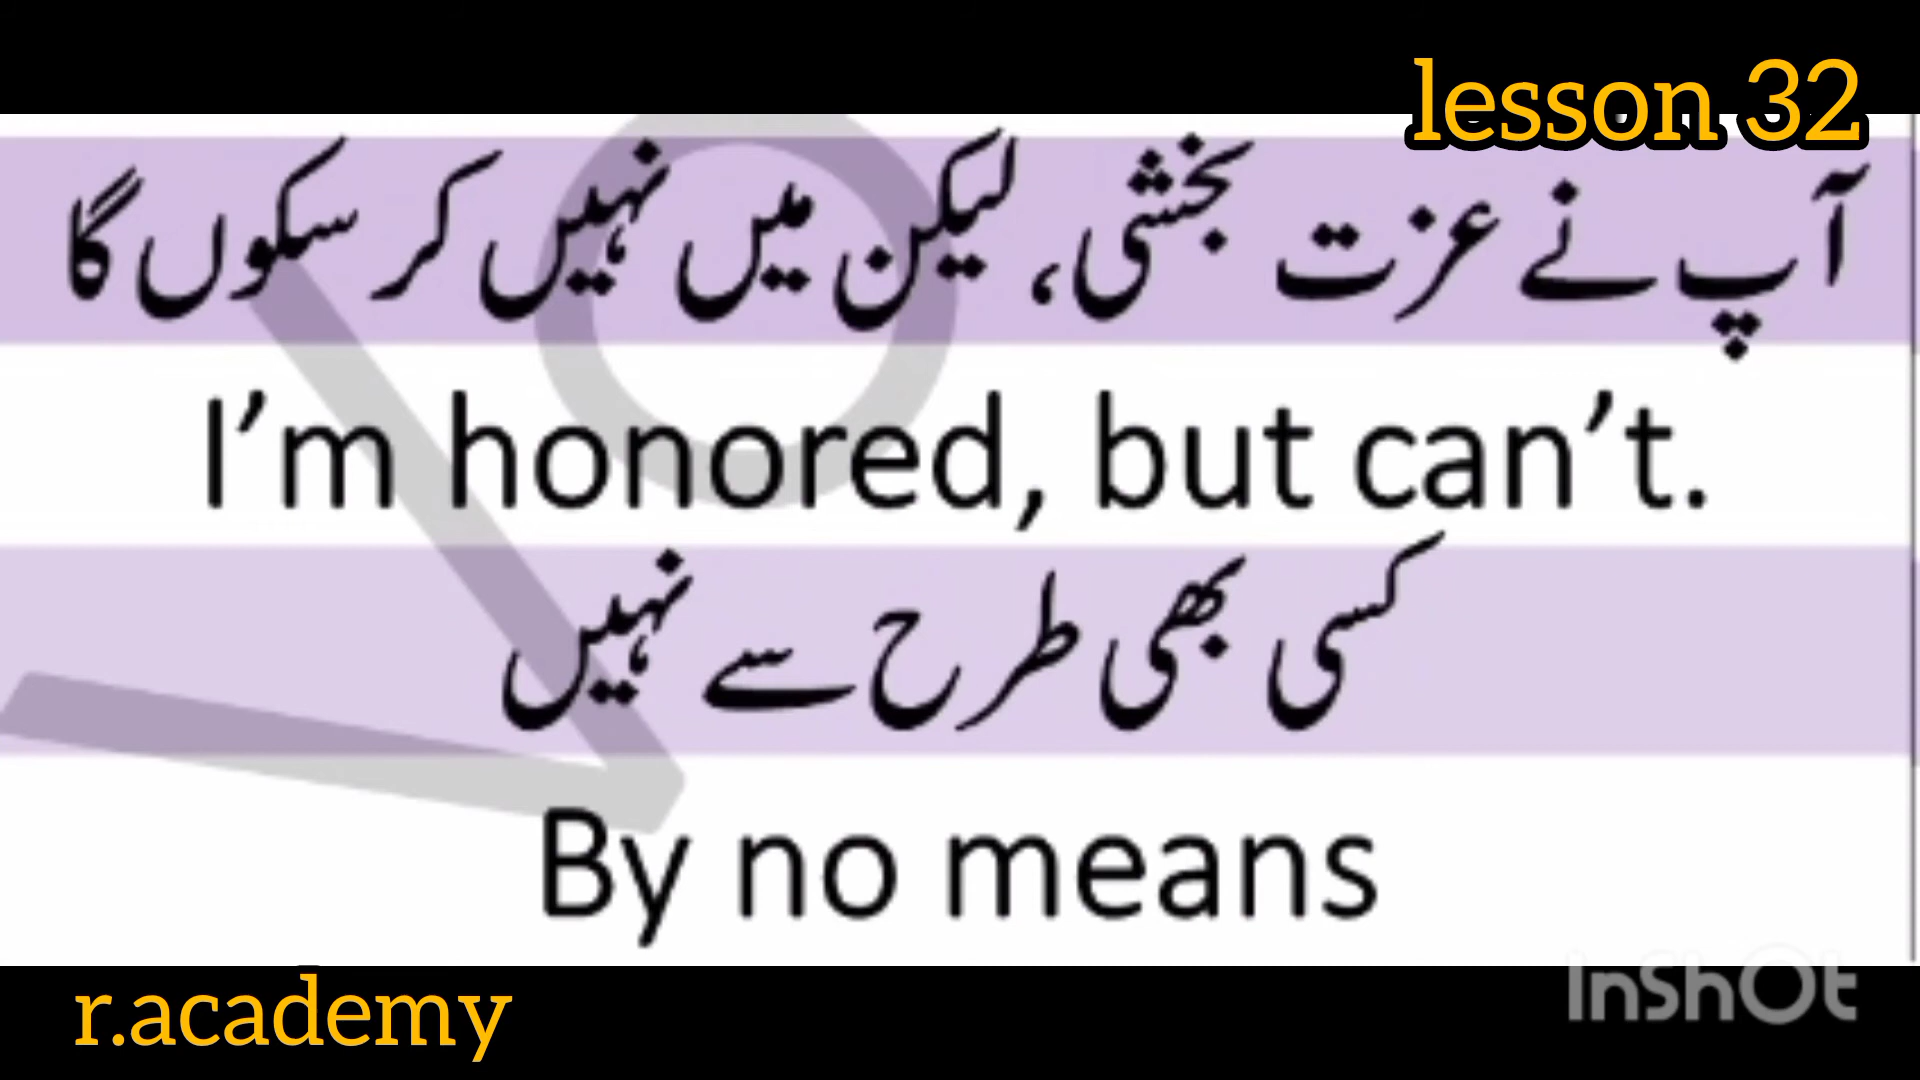 lesson 32
آپ نے عزت بخشی، لیکن میں نہیں کر سکوں گا
I’m honored, but can’t.
کسی بھی طرح سے نہیں
By no means
r.academy
InShOt